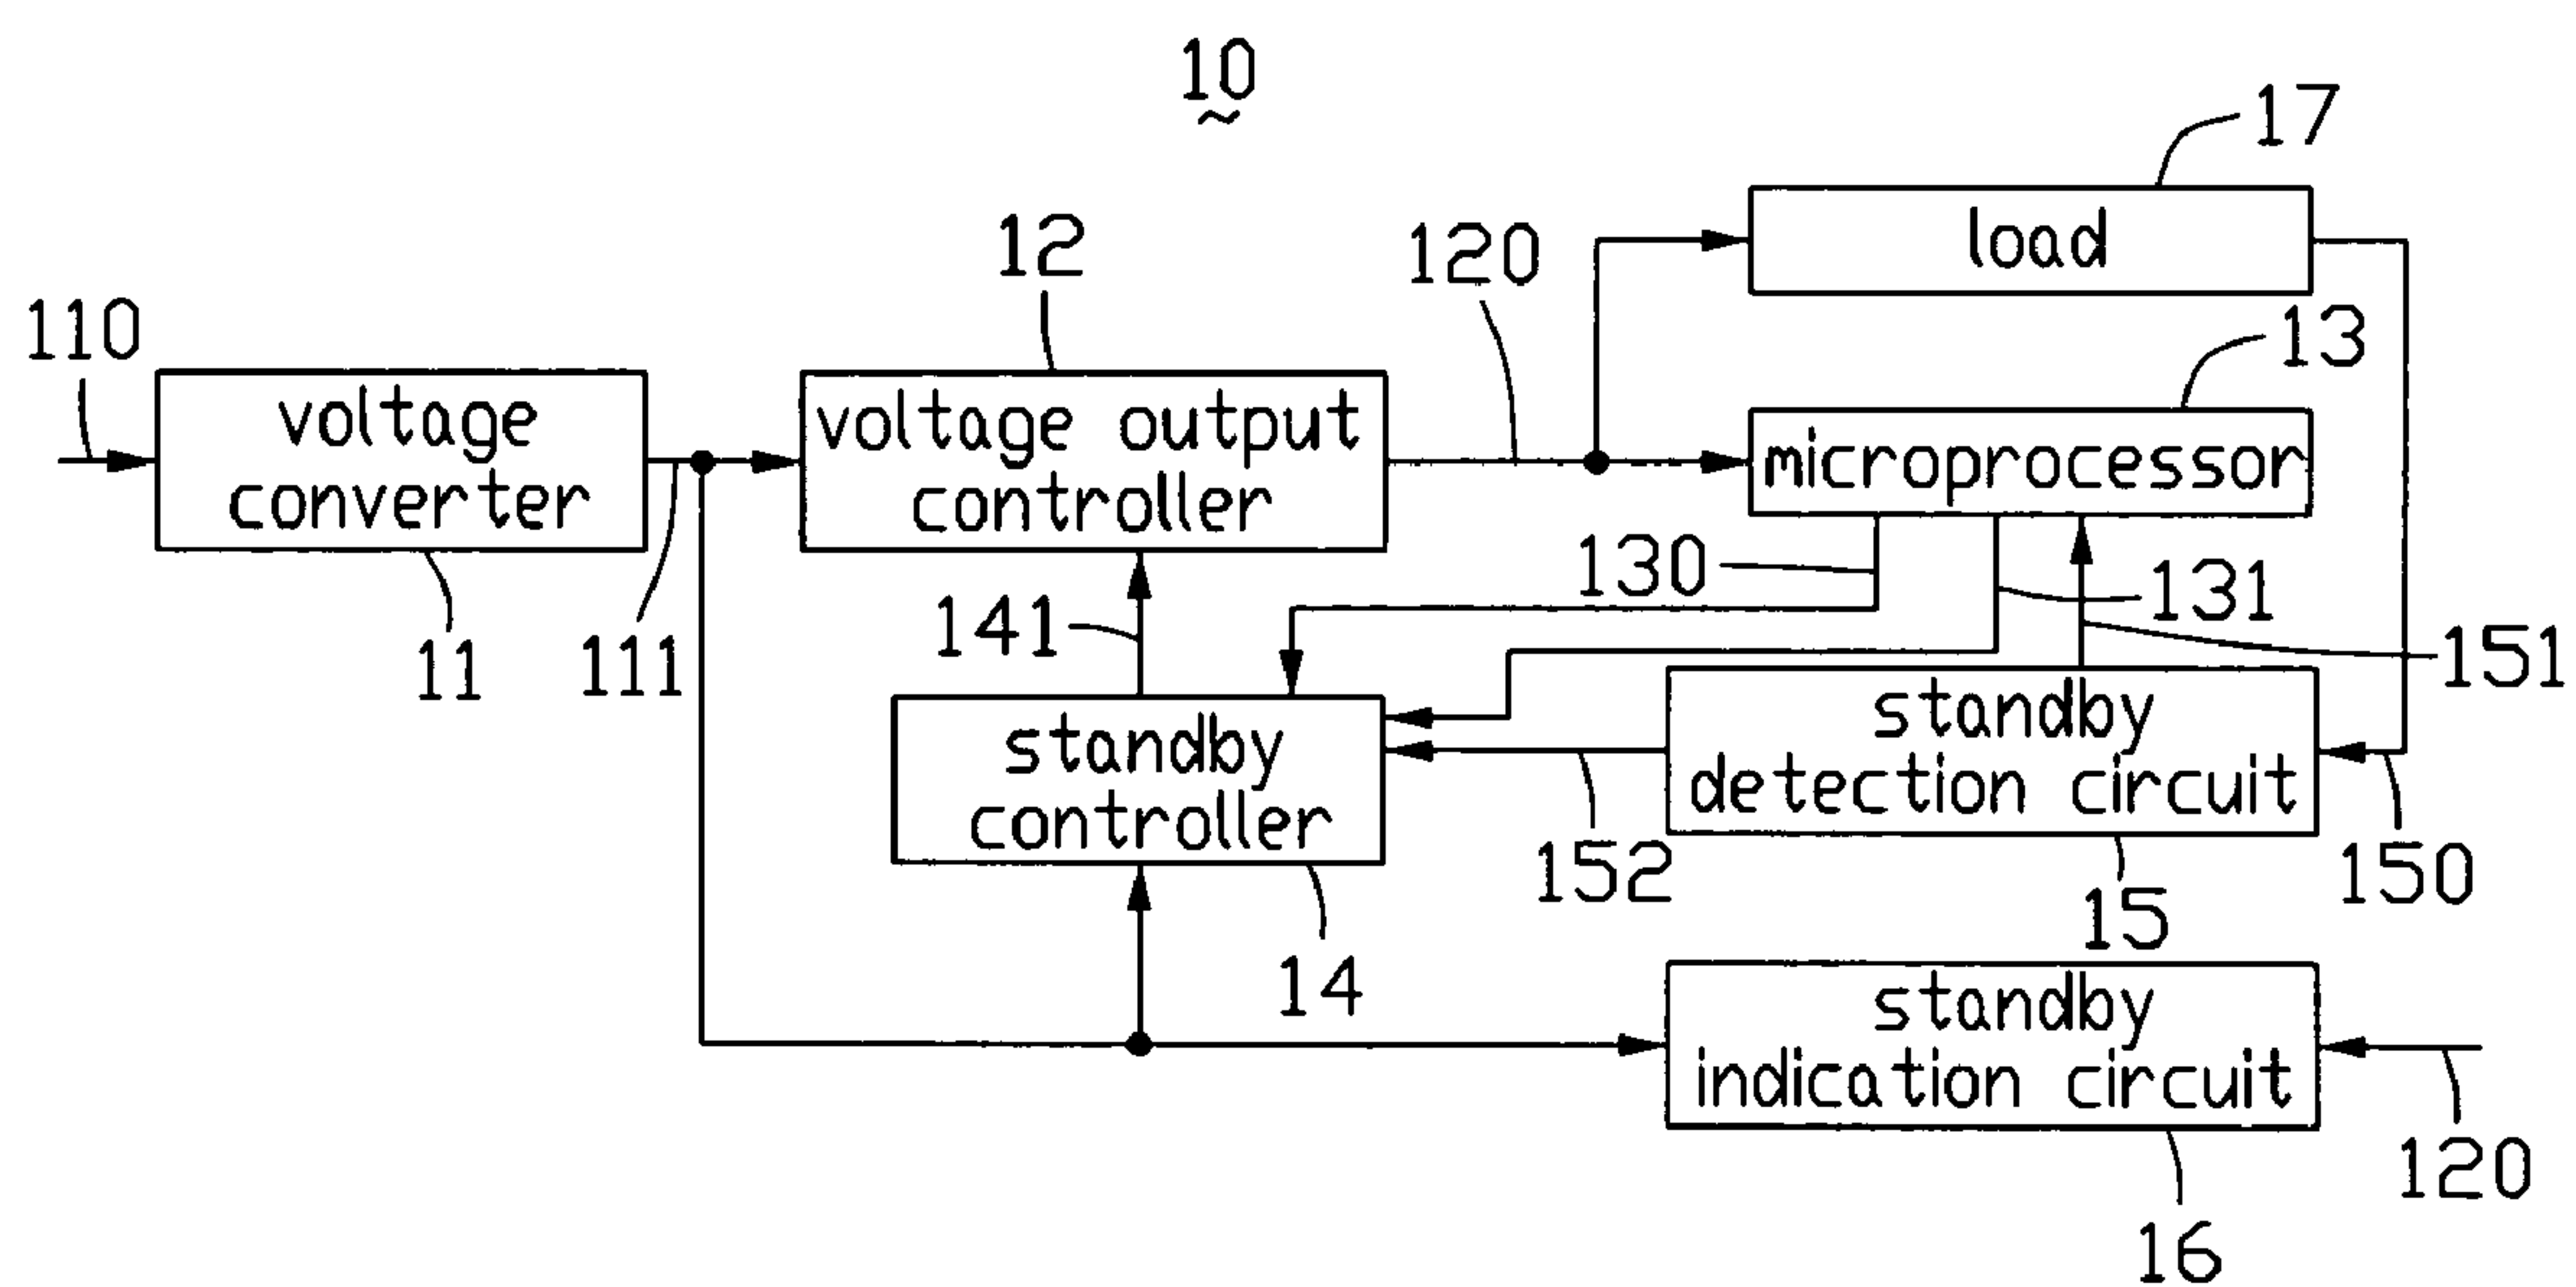 10
17
load
12
120
110
13
voltage
converter
voltage output
controller
microprocessor
130
131
141
11
111
151
standby
controller
standby
detection circuit
152
150
15
14
standby
indication circuit
120
16